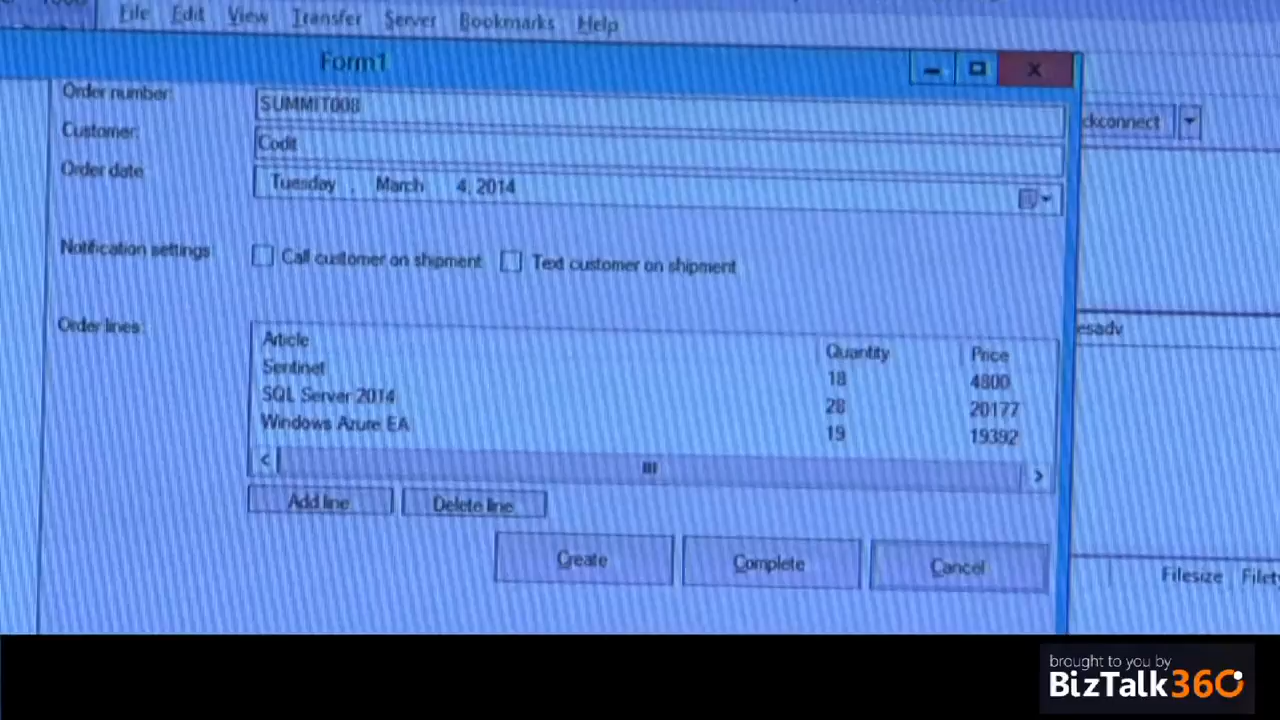 File Edit View Transfer Server Bookmarks Help
Form1
Order number: SUMMIT008
Customer: Codit
Order date Tuesday , March 4, 2014
ckconnect
Notification settings: Call customer on shipment Text customer on shipment
Order lines:
Article Quantity Price
Sentinet 18 4800
SQL Server 2014 28 20177
Windows Azure EA 19 19392
esadv
Add line Delete line
Create Complete Cancel
Filesize Filet
brought to you by
BizTalk360